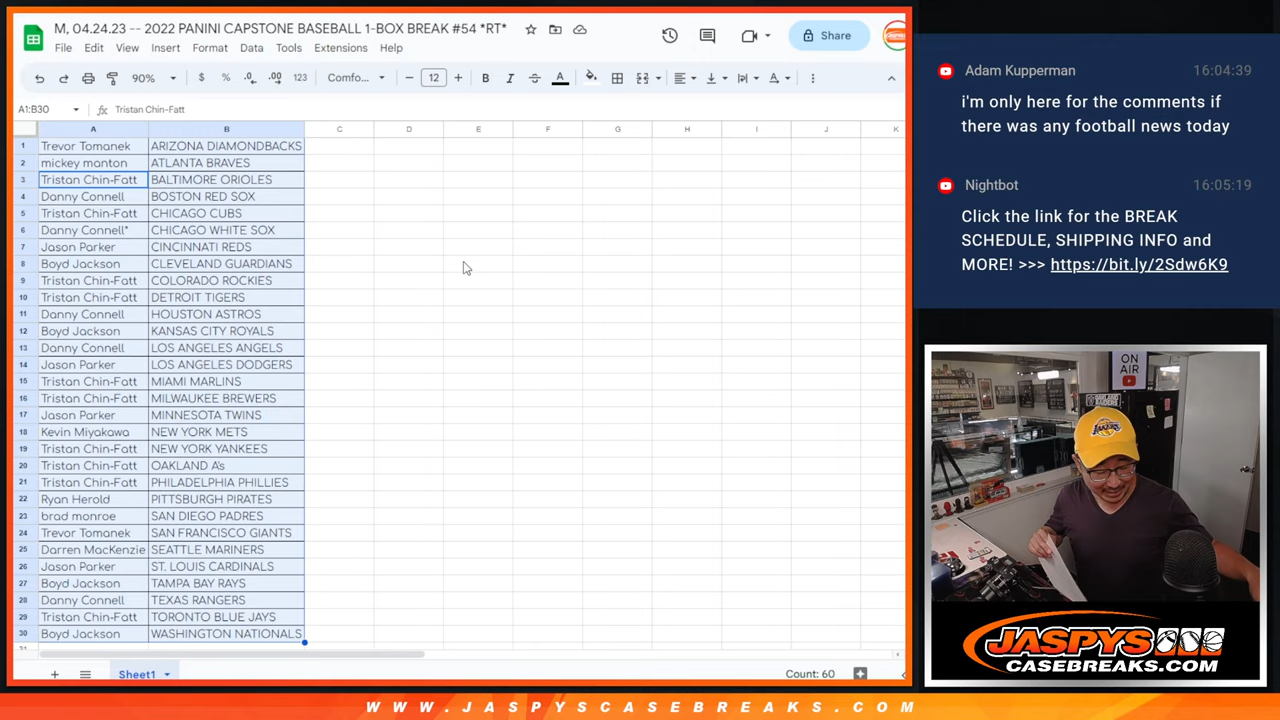 M, 04.24.23 -- 2022 PANINI CAPSTONE BASEBALL 1-BOX BREAK #54 *RT*
File Edit View Insert Format Data Tools Extensions Help
Share
90% $ % .0 .00 123 Comfo... 12 B I A
A1:B30 fx Tristan Chin-Fatt
A B C D E F G H I J K
1 Trevor Tomanek ARIZONA DIAMONDBACKS
2 mickey manton ATLANTA BRAVES
3 Tristan Chin-Fatt BALTIMORE ORIOLES
4 Danny Connell BOSTON RED SOX
5 Tristan Chin-Fatt CHICAGO CUBS
6 Danny Connell* CHICAGO WHITE SOX
7 Jason Parker CINCINNATI REDS
8 Boyd Jackson CLEVELAND GUARDIANS
9 Tristan Chin-Fatt COLORADO ROCKIES
10 Tristan Chin-Fatt DETROIT TIGERS
11 Danny Connell HOUSTON ASTROS
12 Boyd Jackson KANSAS CITY ROYALS
13 Danny Connell LOS ANGELES ANGELS
14 Jason Parker LOS ANGELES DODGERS
15 Tristan Chin-Fatt MIAMI MARLINS
16 Tristan Chin-Fatt MILWAUKEE BREWERS
17 Jason Parker MINNESOTA TWINS
18 Kevin Miyakawa NEW YORK METS
19 Tristan Chin-Fatt NEW YORK YANKEES
20 Tristan Chin-Fatt OAKLAND A's
21 Tristan Chin-Fatt PHILADELPHIA PHILLIES
22 Ryan Herold PITTSBURGH PIRATES
23 brad monroe SAN DIEGO PADRES
24 Trevor Tomanek SAN FRANCISCO GIANTS
25 Darren MacKenzie SEATTLE MARINERS
26 Jason Parker ST. LOUIS CARDINALS
27 Boyd Jackson TAMPA BAY RAYS
28 Danny Connell TEXAS RANGERS
29 Tristan Chin-Fatt TORONTO BLUE JAYS
30 Boyd Jackson WASHINGTON NATIONALS
Sheet1
Count: 60
Adam Kupperman 16:04:39
i'm only here for the comments if
there was any football news today
Nightbot 16:05:19
Click the link for the BREAK
SCHEDULE, SHIPPING INFO and
MORE! >>> https://bit.ly/2Sdw6K9
ON
AIR
LAKERS
JASPYS
CASEBREAKS.COM
WWW.JASPYSCASEBREAKS.COM